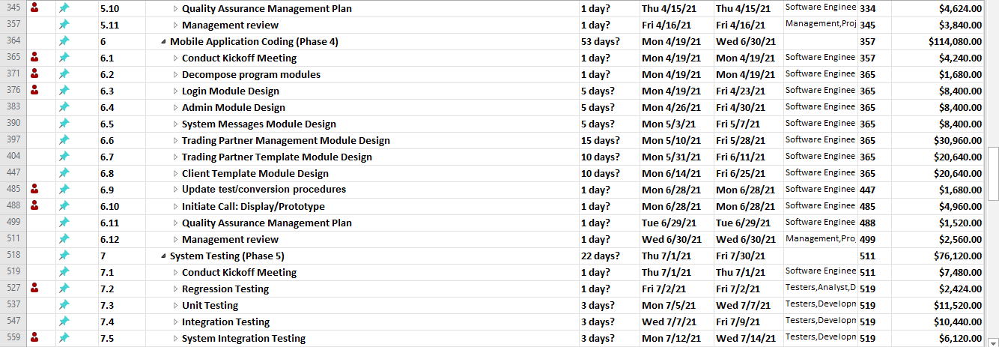 345 5.10 Quality Assurance Management Plan 1 day? Thu 4/15/21 Thu 4/15/21 Software Enginee 334 $4,624.00
357 5.11 Management review 1 day? Fri 4/16/21 Fri 4/16/21 Management,Proj 345 $3,840.00
364 6 Mobile Application Coding (Phase 4) 53 days? Mon 4/19/21 Wed 6/30/21 357 $114,080.00
365 6.1 Conduct Kickoff Meeting 1 day? Mon 4/19/21 Mon 4/19/21 Software Enginee 357 $4,240.00
371 6.2 Decompose program modules 1 day? Mon 4/19/21 Mon 4/19/21 Software Enginee 365 $1,680.00
376 6.3 Login Module Design 5 days? Mon 4/19/21 Fri 4/23/21 Software Enginee 365 $8,400.00
383 6.4 Admin Module Design 5 days? Mon 4/26/21 Fri 4/30/21 Software Enginee 365 $8,400.00
390 6.5 System Messages Module Design 5 days? Mon 5/3/21 Fri 5/7/21 Software Enginee 365 $8,400.00
397 6.6 Trading Partner Management Module Design 15 days? Mon 5/10/21 Fri 5/28/21 Software Enginee 365 $30,960.00
404 6.7 Trading Partner Template Module Design 10 days? Mon 5/31/21 Fri 6/11/21 Software Enginee 365 $20,640.00
447 6.8 Client Template Module Design 10 days? Mon 6/14/21 Fri 6/25/21 Software Enginee 365 $20,640.00
485 6.9 Update test/conversion procedures 1 day? Mon 6/28/21 Mon 6/28/21 Software Enginee 447 $1,680.00
488 6.10 Initiate Call: Display/Prototype 1 day? Mon 6/28/21 Mon 6/28/21 Software Enginee 485 $4,960.00
499 6.11 Quality Assurance Management Plan 1 day? Tue 6/29/21 Tue 6/29/21 Software Enginee 488 $1,520.00
511 6.12 Management review 1 day? Wed 6/30/21 Wed 6/30/21 Management,Pro 499 $2,560.00
518 7 System Testing (Phase 5) 22 days? Thu 7/1/21 Fri 7/30/21 511 $76,120.00
519 7.1 Conduct Kickoff Meeting 1 day? Thu 7/1/21 Thu 7/1/21 Software Enginee 511 $7,480.00
527 7.2 Regression Testing 1 day? Fri 7/2/21 Fri 7/2/21 Testers,Analyst,D 519 $2,424.00
537 7.3 Unit Testing 3 days? Mon 7/5/21 Wed 7/7/21 Testers,Developn 519 $11,520.00
547 7.4 Integration Testing 3 days? Wed 7/7/21 Fri 7/9/21 Testers,Developn 519 $10,440.00
559 7.5 System Integration Testing 3 days? Mon 7/12/21 Wed 7/14/21 Testers,Developn 519 $6,120.00